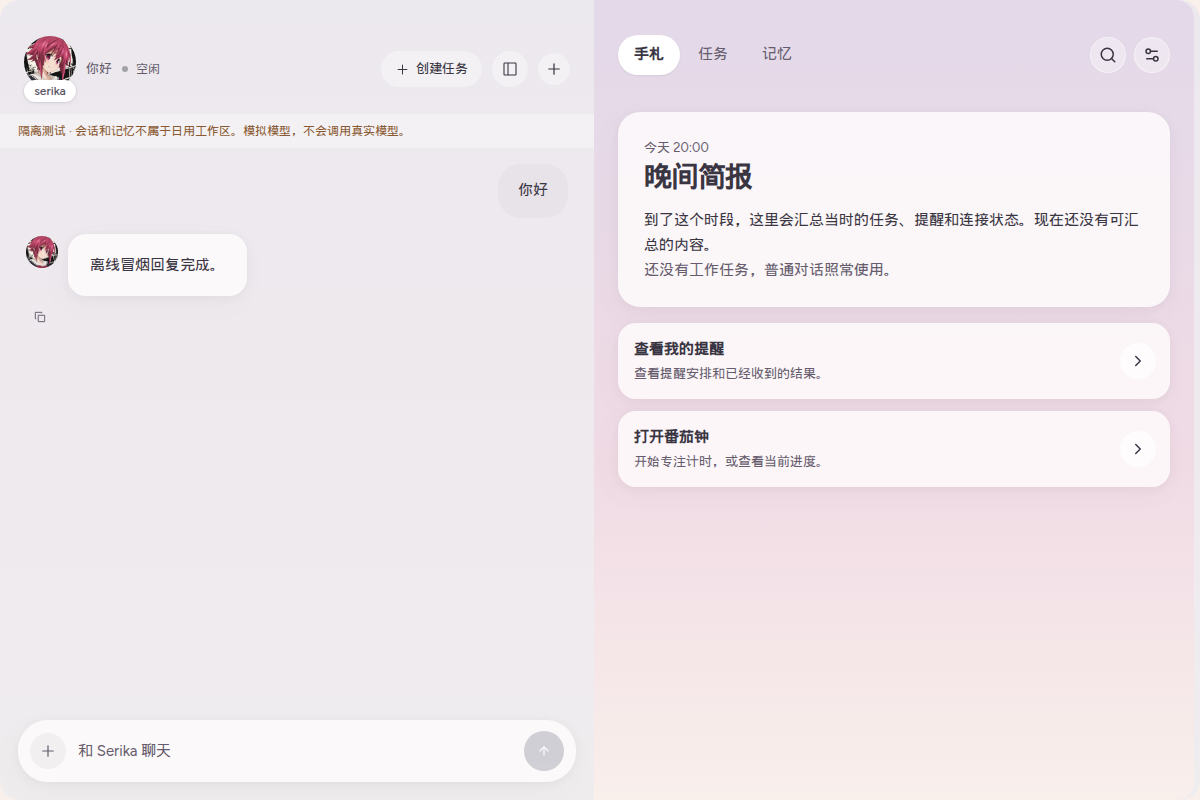 你好
空闲
serika
创建任务
隔离测试 · 会话和记忆不属于日用工作区。模拟模型，不会调用真实模型。
你好
离线冒烟回复完成。
和 Serika 聊天
手札
任务
记忆
今天 20:00
晚间简报
到了这个时段，这里会汇总当时的任务、提醒和连接状态。现在还没有可汇
总的内容。
还没有工作任务，普通对话照常使用。
查看我的提醒
查看提醒安排和已经收到的结果。
打开番茄钟
开始专注计时，或查看当前进度。